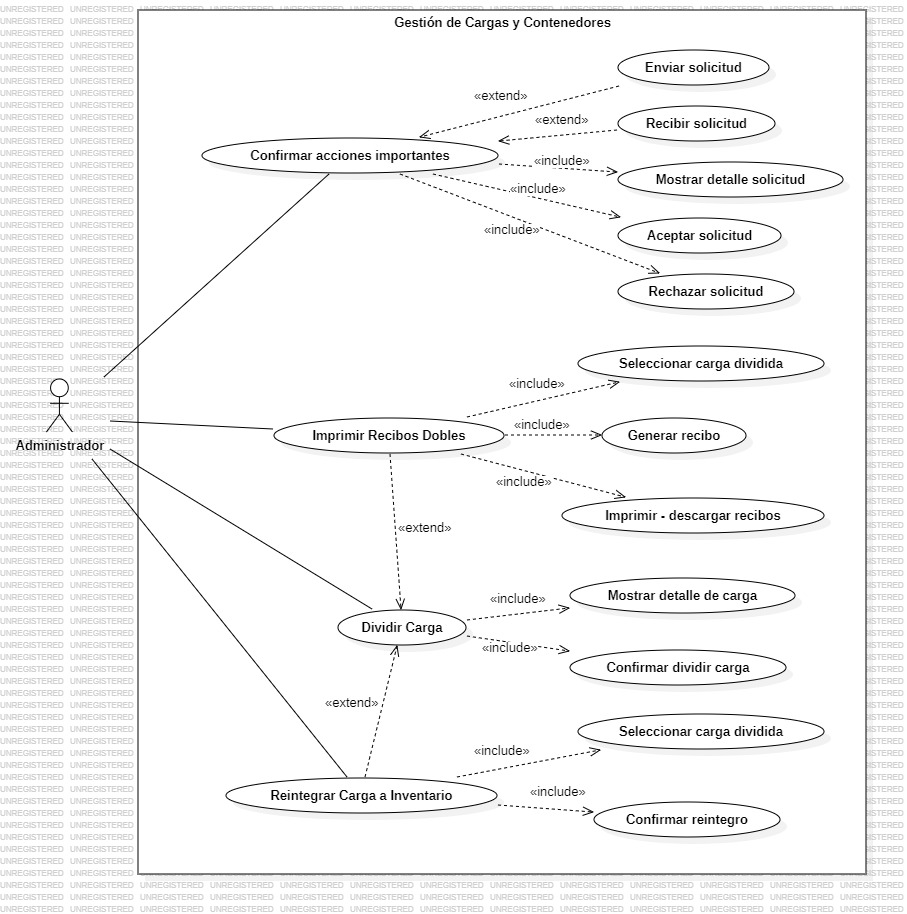 Gestión de Cargas y Contenedores
Enviar solicitud
«extend»
Recibir solicitud
«extend»
Confirmar acciones importantes
«include»
Mostrar detalle solicitud
«include»
Aceptar solicitud
«include»
Rechazar solicitud
Seleccionar carga dividida
«include»
Administrador
Imprimir Recibos Dobles
«include»
Generar recibo
«include»
Imprimir - descargar recibos
«extend»
Mostrar detalle de carga
«include»
Dividir Carga
«include»
Confirmar dividir carga
«extend»
Seleccionar carga dividida
«include»
Reintegrar Carga a Inventario
«include»
Confirmar reintegro
UNREGISTERED